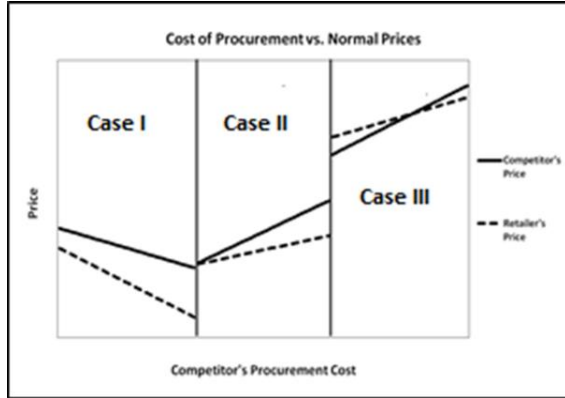 Cost of Procurement vs. Normal Prices
Case I
Case II
Case III
Competitor's
Price
Retailer's
Price
Price
Competitor's Procurement Cost